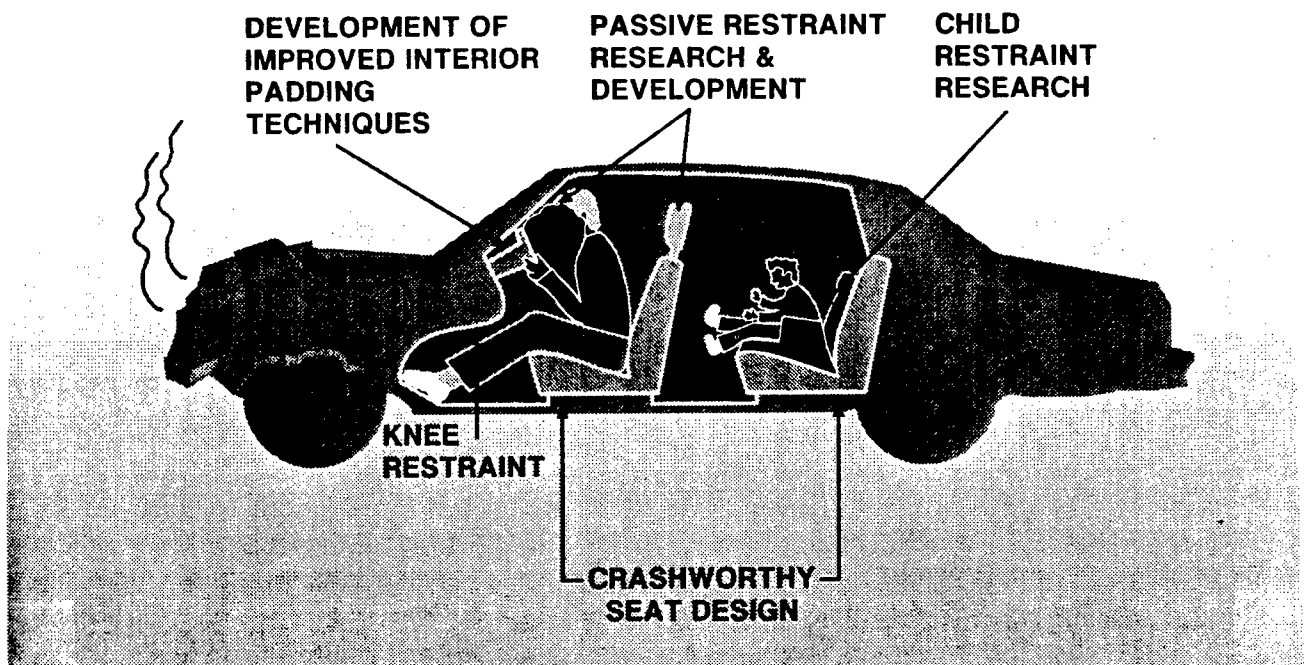 DEVELOPMENT OF
IMPROVED INTERIOR
PADDING
TECHNIQUES
PASSIVE RESTRAINT
RESEARCH &
DEVELOPMENT
CHILD
RESTRAINT
RESEARCH
KNEE
RESTRAINT
CRASHWORTHY
SEAT DESIGN